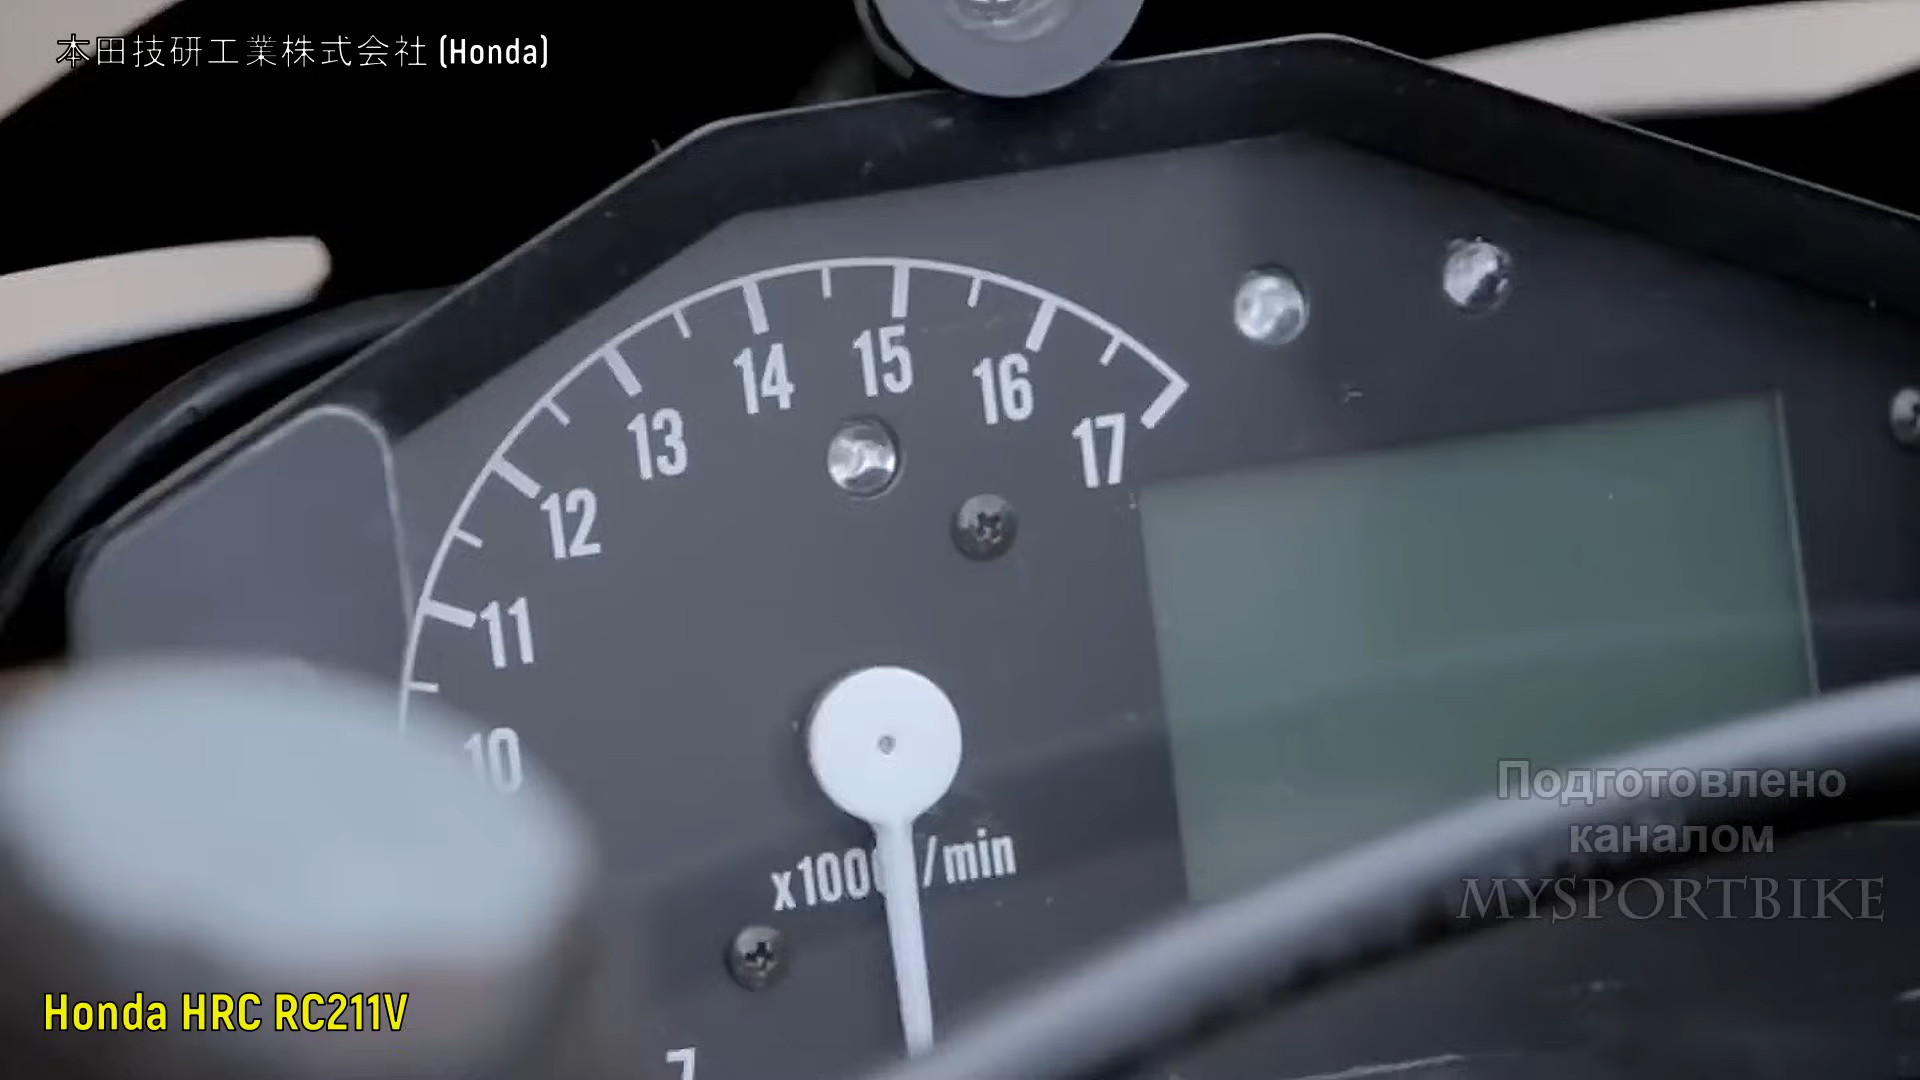 本田技研工業株式会社 (Honda)
14
15
16
13
17
12
11
10
x1000/min
7
Подготовлено
каналом
MYSPORTBIKE
Honda HRC RC211V